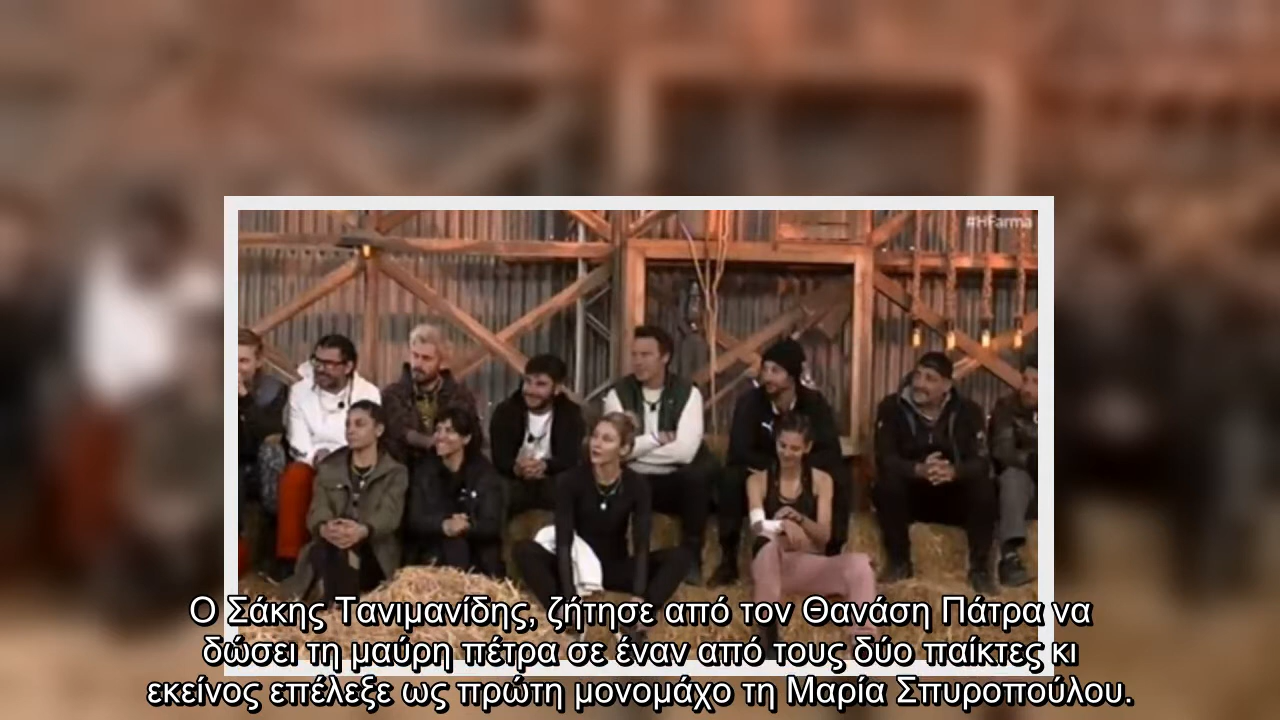 #HFarma
Ο Σάκης Τανιμανίδης, ζήτησε από τον Θανάση Πάτρα να
δώσει τη μαύρη πέτρα σε έναν από τους δύο παίκτες κι
εκείνος επέλεξε ως πρώτη μονομάχο τη Μαρία Σπυροπούλου.